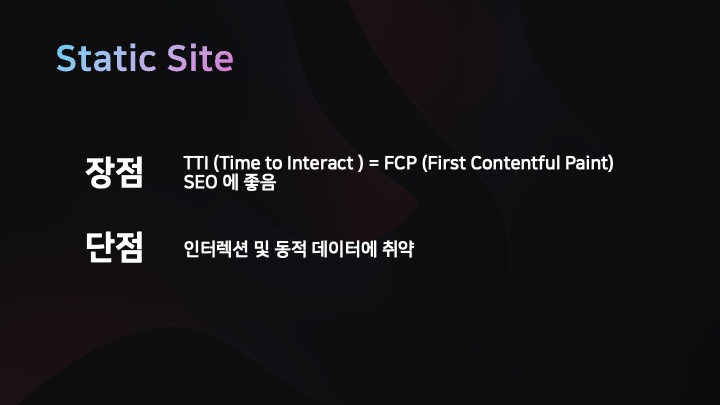 Static Site
장점
TTI (Time to Interact ) = FCP (First Contentful Paint)
SEO 에 좋음
단점
인터렉션 및 동적 데이터에 취약